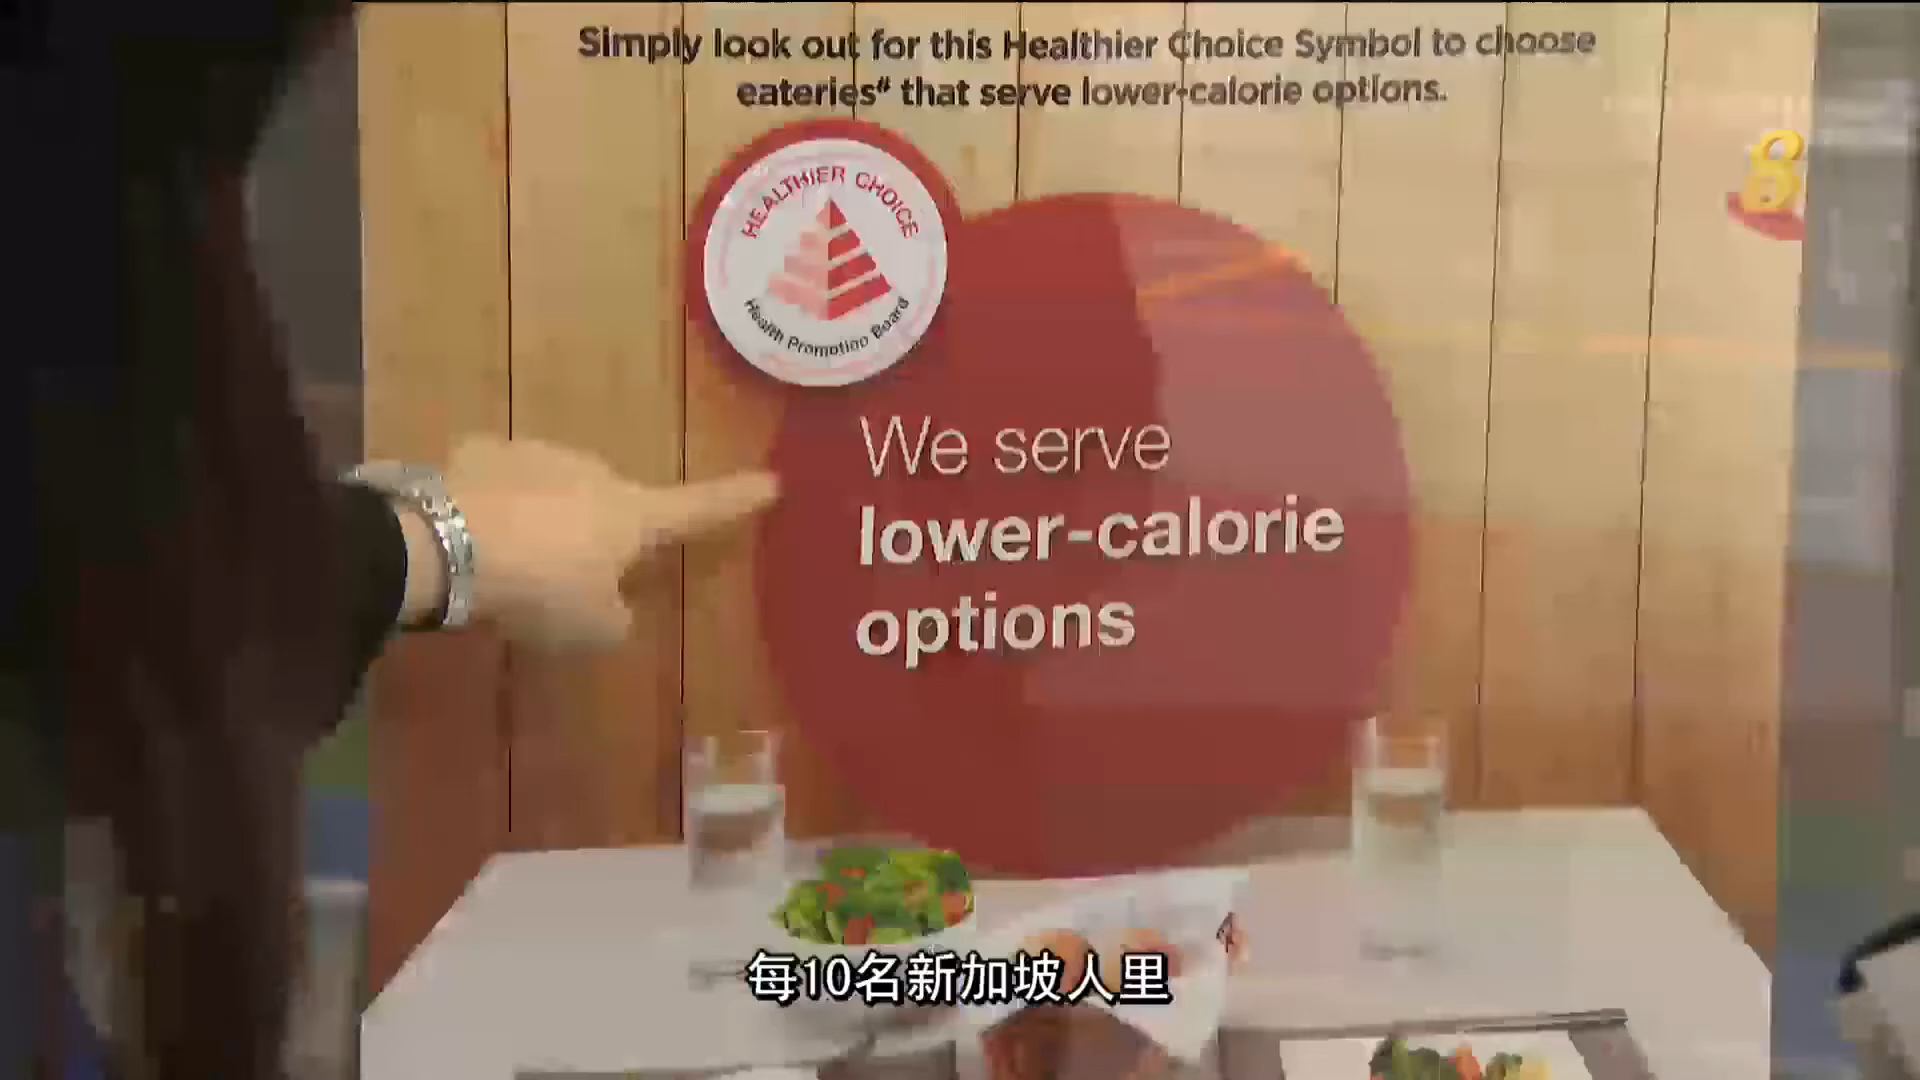 Simply look out for this Healthier Choice Symbol to choose
eateries# that serve lower-calorie options.
8
HEALTHIER CHOICE
Health Promotion Board
We serve
lower-calorie
options
每10名新加坡人里